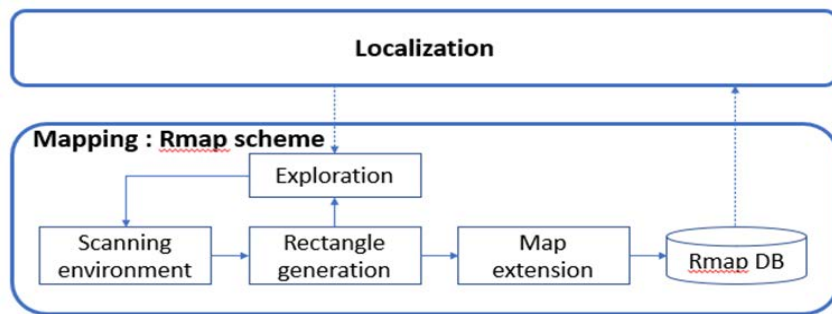 Localization
Mapping : Rmap scheme
Exploration
Scanning
environment
Rectangle
generation
Map
extension
Rmap DB